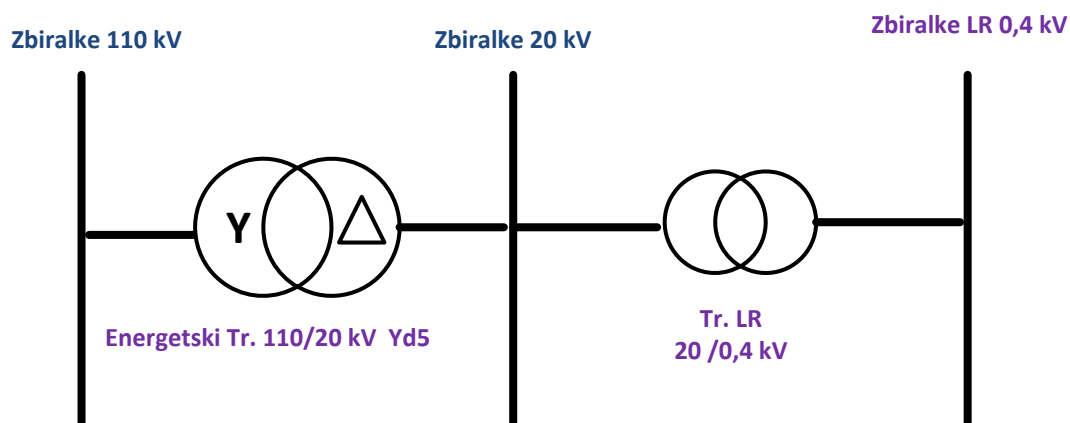 Zbiralke 110 kV
Zbiralke 20 kV
Zbiralke LR 0,4 kV
Y
Energetski Tr. 110/20 kV  Yd5
Tr. LR
20 /0,4 kV